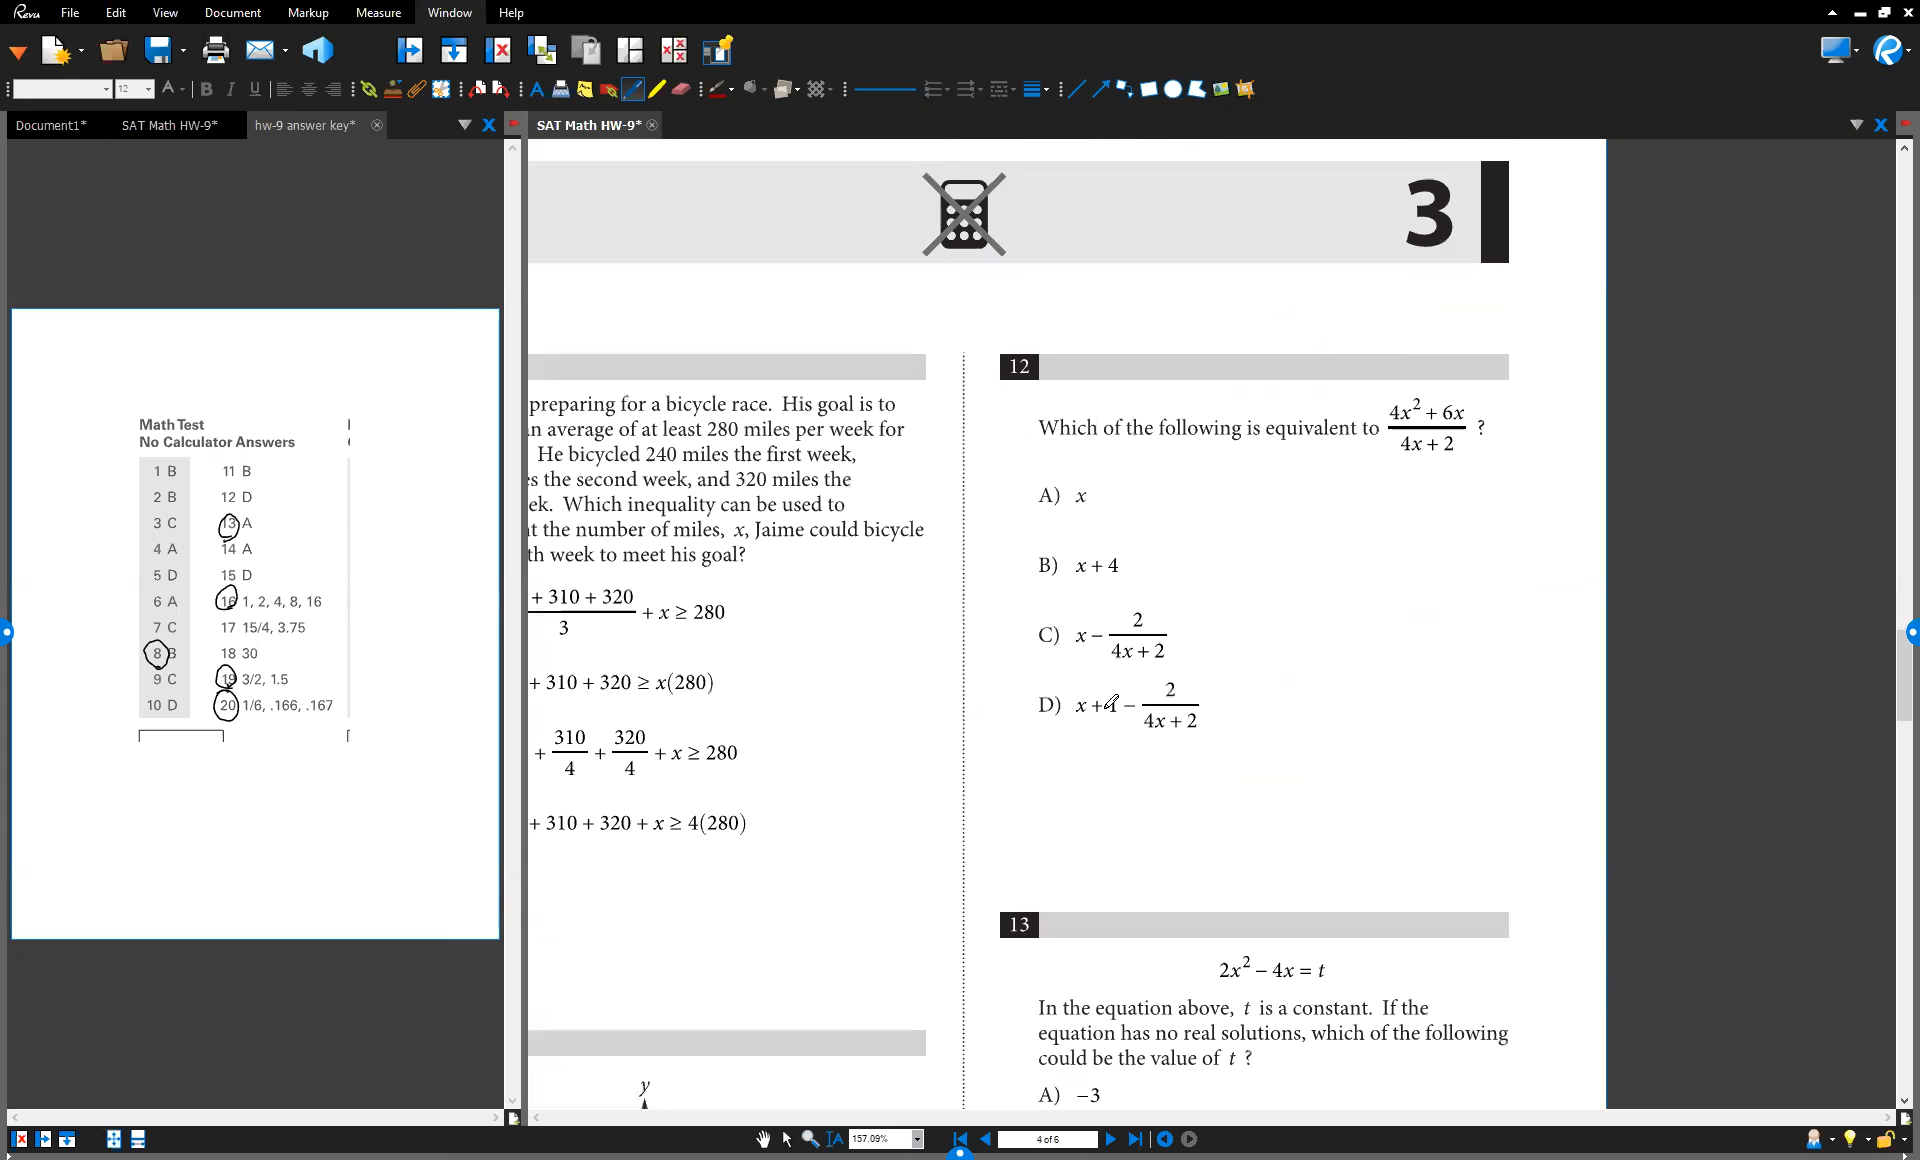 Revu File Edit View Document Markup Measure Window Help
12
Document1* SAT Math HW-9* hw-9 answer key*
SAT Math HW-9*
Math Test
No Calculator Answers
1 B
2 B
3 C
4 A
5 D
6 A
7 C
8 B
9 C
10 D
11 B
12 D
13 A
14 A
15 D
16 1, 2, 4, 8, 16
17 15/4, 3.75
18 30
19 3/2, 1.5
20 1/6, .166, .167
3
preparing for a bicycle race. His goal is to
n average of at least 280 miles per week for
He bicycled 240 miles the first week,
s the second week, and 320 miles the
ek. Which inequality can be used to
t the number of miles, x, Jaime could bicycle
th week to meet his goal?
+ 310 + 320
3
+ x ≥ 280
+ 310 + 320 ≥ x(280)
+ 310/4 + 320/4 + x ≥ 280
+ 310 + 320 + x ≥ 4(280)
y
12
Which of the following is equivalent to (4x² + 6x)/(4x + 2) ?
A) x
B) x + 4
C) x − 2/(4x + 2)
D) x + 1 − 2/(4x + 2)
13
2x² − 4x = t
In the equation above, t is a constant. If the
equation has no real solutions, which of the following
could be the value of t ?
A) −3
157.09%
4 of 6